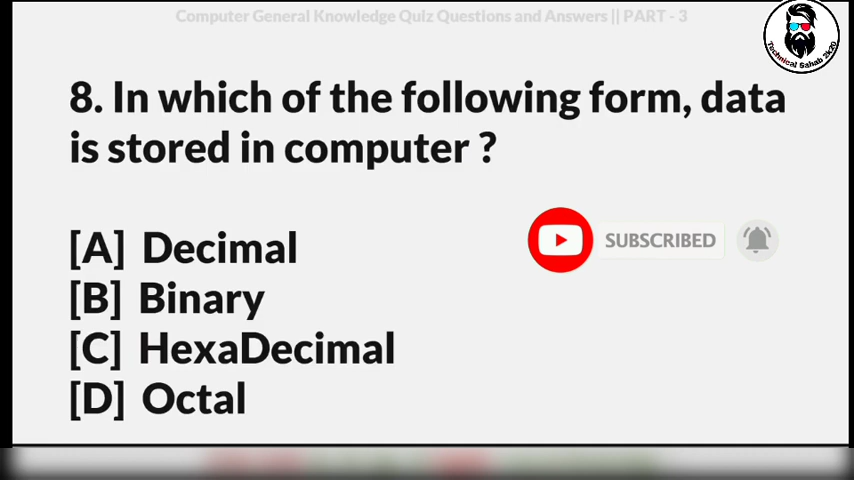 Computer General Knowledge Quiz Questions and Answers || PART - 3
Technical Sahab 2k20
8. In which of the following form, data
is stored in computer ?
SUBSCRIBED
[A] Decimal
[B] Binary
[C] HexaDecimal
[D] Octal